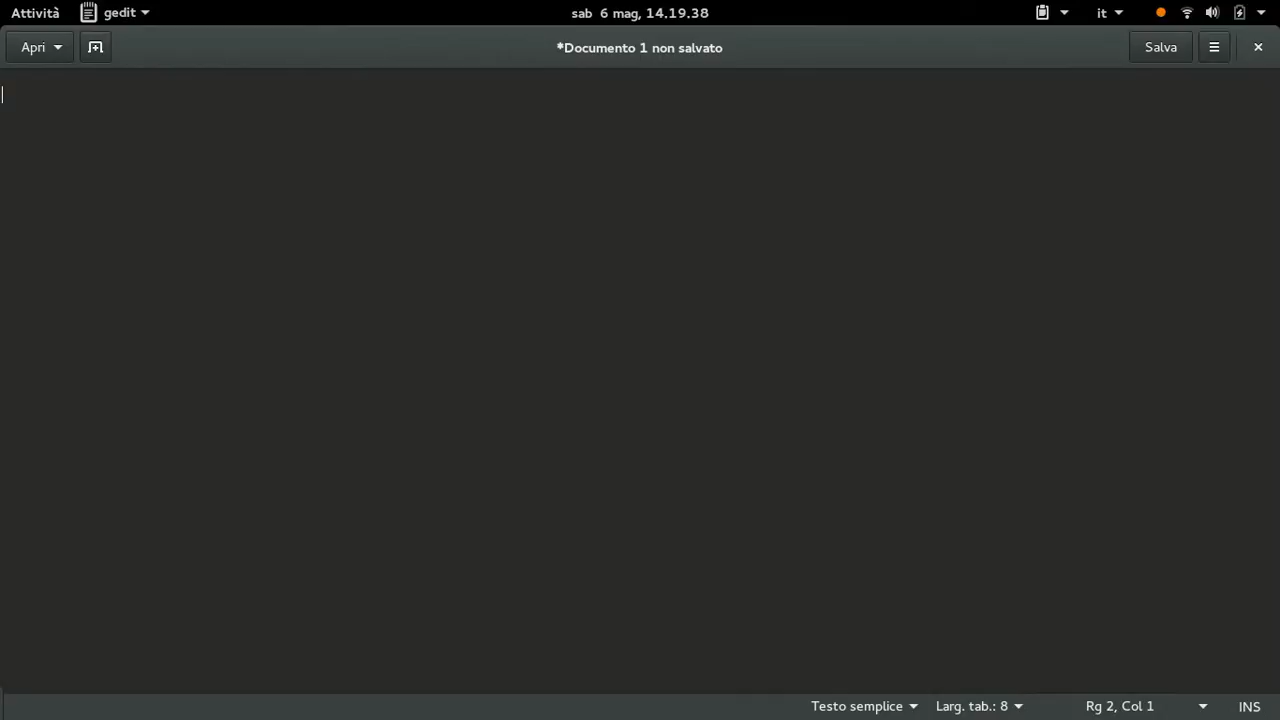 Attività gedit sab 6 mag, 14.19.38 it
Apri *Documento 1 non salvato Salva
Testo semplice Larg. tab.: 8 Rg 2, Col 1 INS